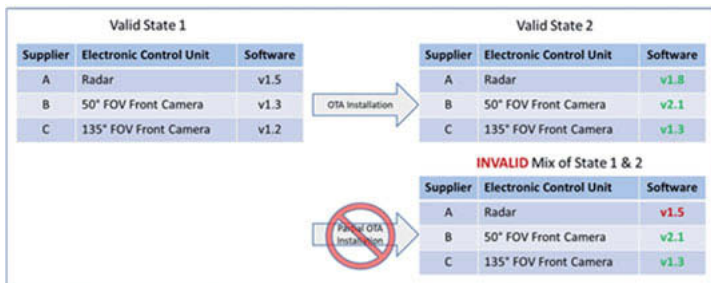 Valid State 1
Supplier Electronic Control Unit Software
A Radar v1.5
B 50° FOV Front Camera v1.3
C 135° FOV Front Camera v1.2
OTA Installation
Valid State 2
Supplier Electronic Control Unit Software
A Radar v1.8
B 50° FOV Front Camera v2.1
C 135° FOV Front Camera v1.3
Partial OTA
Installation
INVALID Mix of State 1 & 2
Supplier Electronic Control Unit Software
A Radar v1.5
B 50° FOV Front Camera v2.1
C 135° FOV Front Camera v1.3